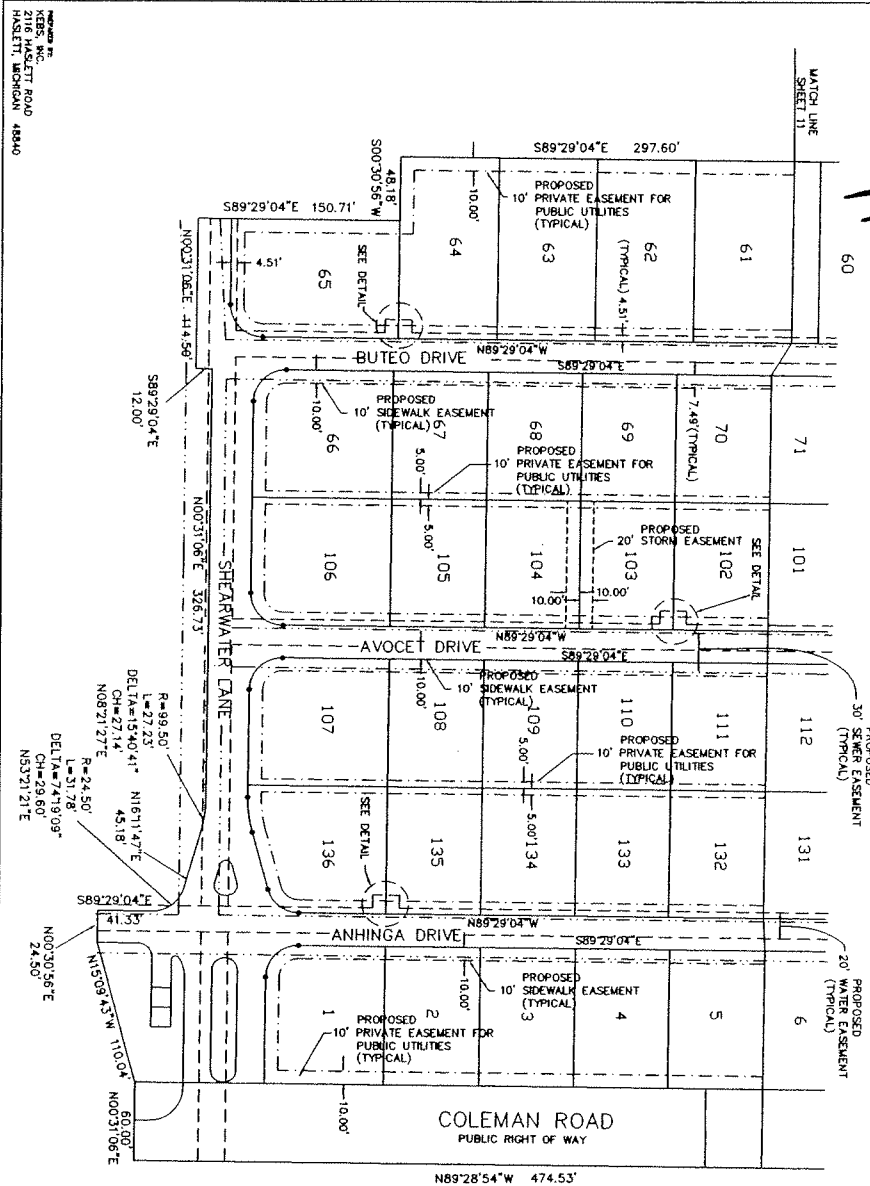 PREPARED BY:
KEBS, INC.
2116 HASLETT ROAD
HASLETT, MICHIGAN 48840
MATCH LINE
SHEET 11
S89°29'04"E 297.60'
60
61
62
63
64
65
PROPOSED
10' PRIVATE EASEMENT FOR
PUBLIC UTILITIES
(TYPICAL)
10.00'
(TYPICAL) 4.51'
48.18'
S00°30'56"W
S89°29'04"E 150.71'
4.51'
SEE DETAIL
N00°31'06"E 114.56'
S89°29'04"E
12.00'
N89°29'04"W
BUTEO DRIVE
S89°29'04"E
PROPOSED
10' SIDEWALK EASEMENT
(TYPICAL)
10.00'
7.49'(TYPICAL)
66
67
68
69
70
71
PROPOSED
10' PRIVATE EASEMENT FOR
PUBLIC UTILITIES
(TYPICAL)
5.00'
5.00'
PROPOSED
20' STORM EASEMENT
SEE DETAIL
106
105
104
103
102
101
10.00'
10.00'
N00°31'06"E 326.73'
SHEARWATER LANE
N89°29'04"W
AVOCET DRIVE
S89°29'04"E
PROPOSED
30' SEWER EASEMENT
(TYPICAL)
PROPOSED
10' SIDEWALK EASEMENT
(TYPICAL)
10.00'
107
108
109
110
111
112
PROPOSED
10' PRIVATE EASEMENT FOR
PUBLIC UTILITIES
(TYPICAL)
5.00'
5.00'
136
135
134
133
132
131
SEE DETAIL
R=99.50'
L=27.23'
DELTA=15°40'41"
CH=27.14'
N08°21'27"E
N16°11'47"E
45.18'
R=24.50'
L=31.78'
DELTA=74°19'09"
CH=29.60'
N53°21'21"E
S89°29'04"E
41.33'
N00°30'56"E
24.50'
N15°09'43"W 110.04'
N89°29'04"W
ANHINGA DRIVE
S89°29'04"E
PROPOSED
20' WATER EASEMENT
(TYPICAL)
PROPOSED
10' SIDEWALK EASEMENT
(TYPICAL)
10.00'
1
2
3
4
5
6
PROPOSED
10' PRIVATE EASEMENT FOR
PUBLIC UTILITIES
(TYPICAL)
10.00'
60.00'
N00°31'06"E
COLEMAN ROAD
PUBLIC RIGHT OF WAY
N89°28'54"W 474.53'